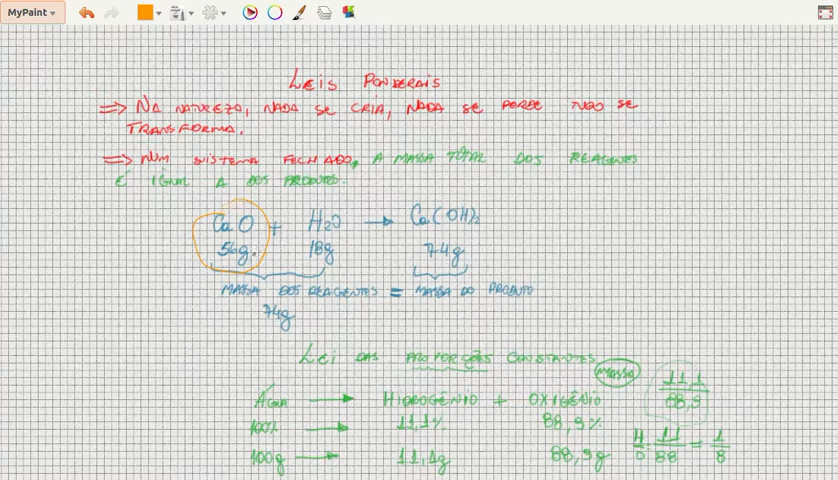 MyPaint
LEIS PONDERAIS
⇒ NA NATUREZA, NADA SE CRIA, NADA SE PERDE TUDO SE
TRANSFORMA.
⇒ NUM SISTEMA FECHADO, A MASSA TOTAL DOS REAGENTES
É IGUAL A DOS PRODUTOS.
CaO + H₂O → Ca(OH)₂
56g. 18g 74g
MASSA DOS REAGENTES = MASSA DO PRODUTO
74g
LEI DAS PROPORÇÕES CONSTANTES
MASSA
ÁGUA → HIDROGÊNIO + OXIGÊNIO
11,1/88,9
100% → 11,1% 88,9%
H/O: 11/88 = 1/8
100g → 11,1g 88,9g